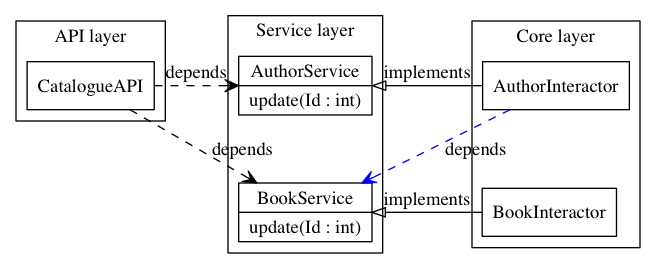 API layer
Service layer
Core layer
CatalogueAPI
depends
AuthorService
update(Id : int)
implements
AuthorInteractor
depends
depends
BookService
update(Id : int)
implements
BookInteractor